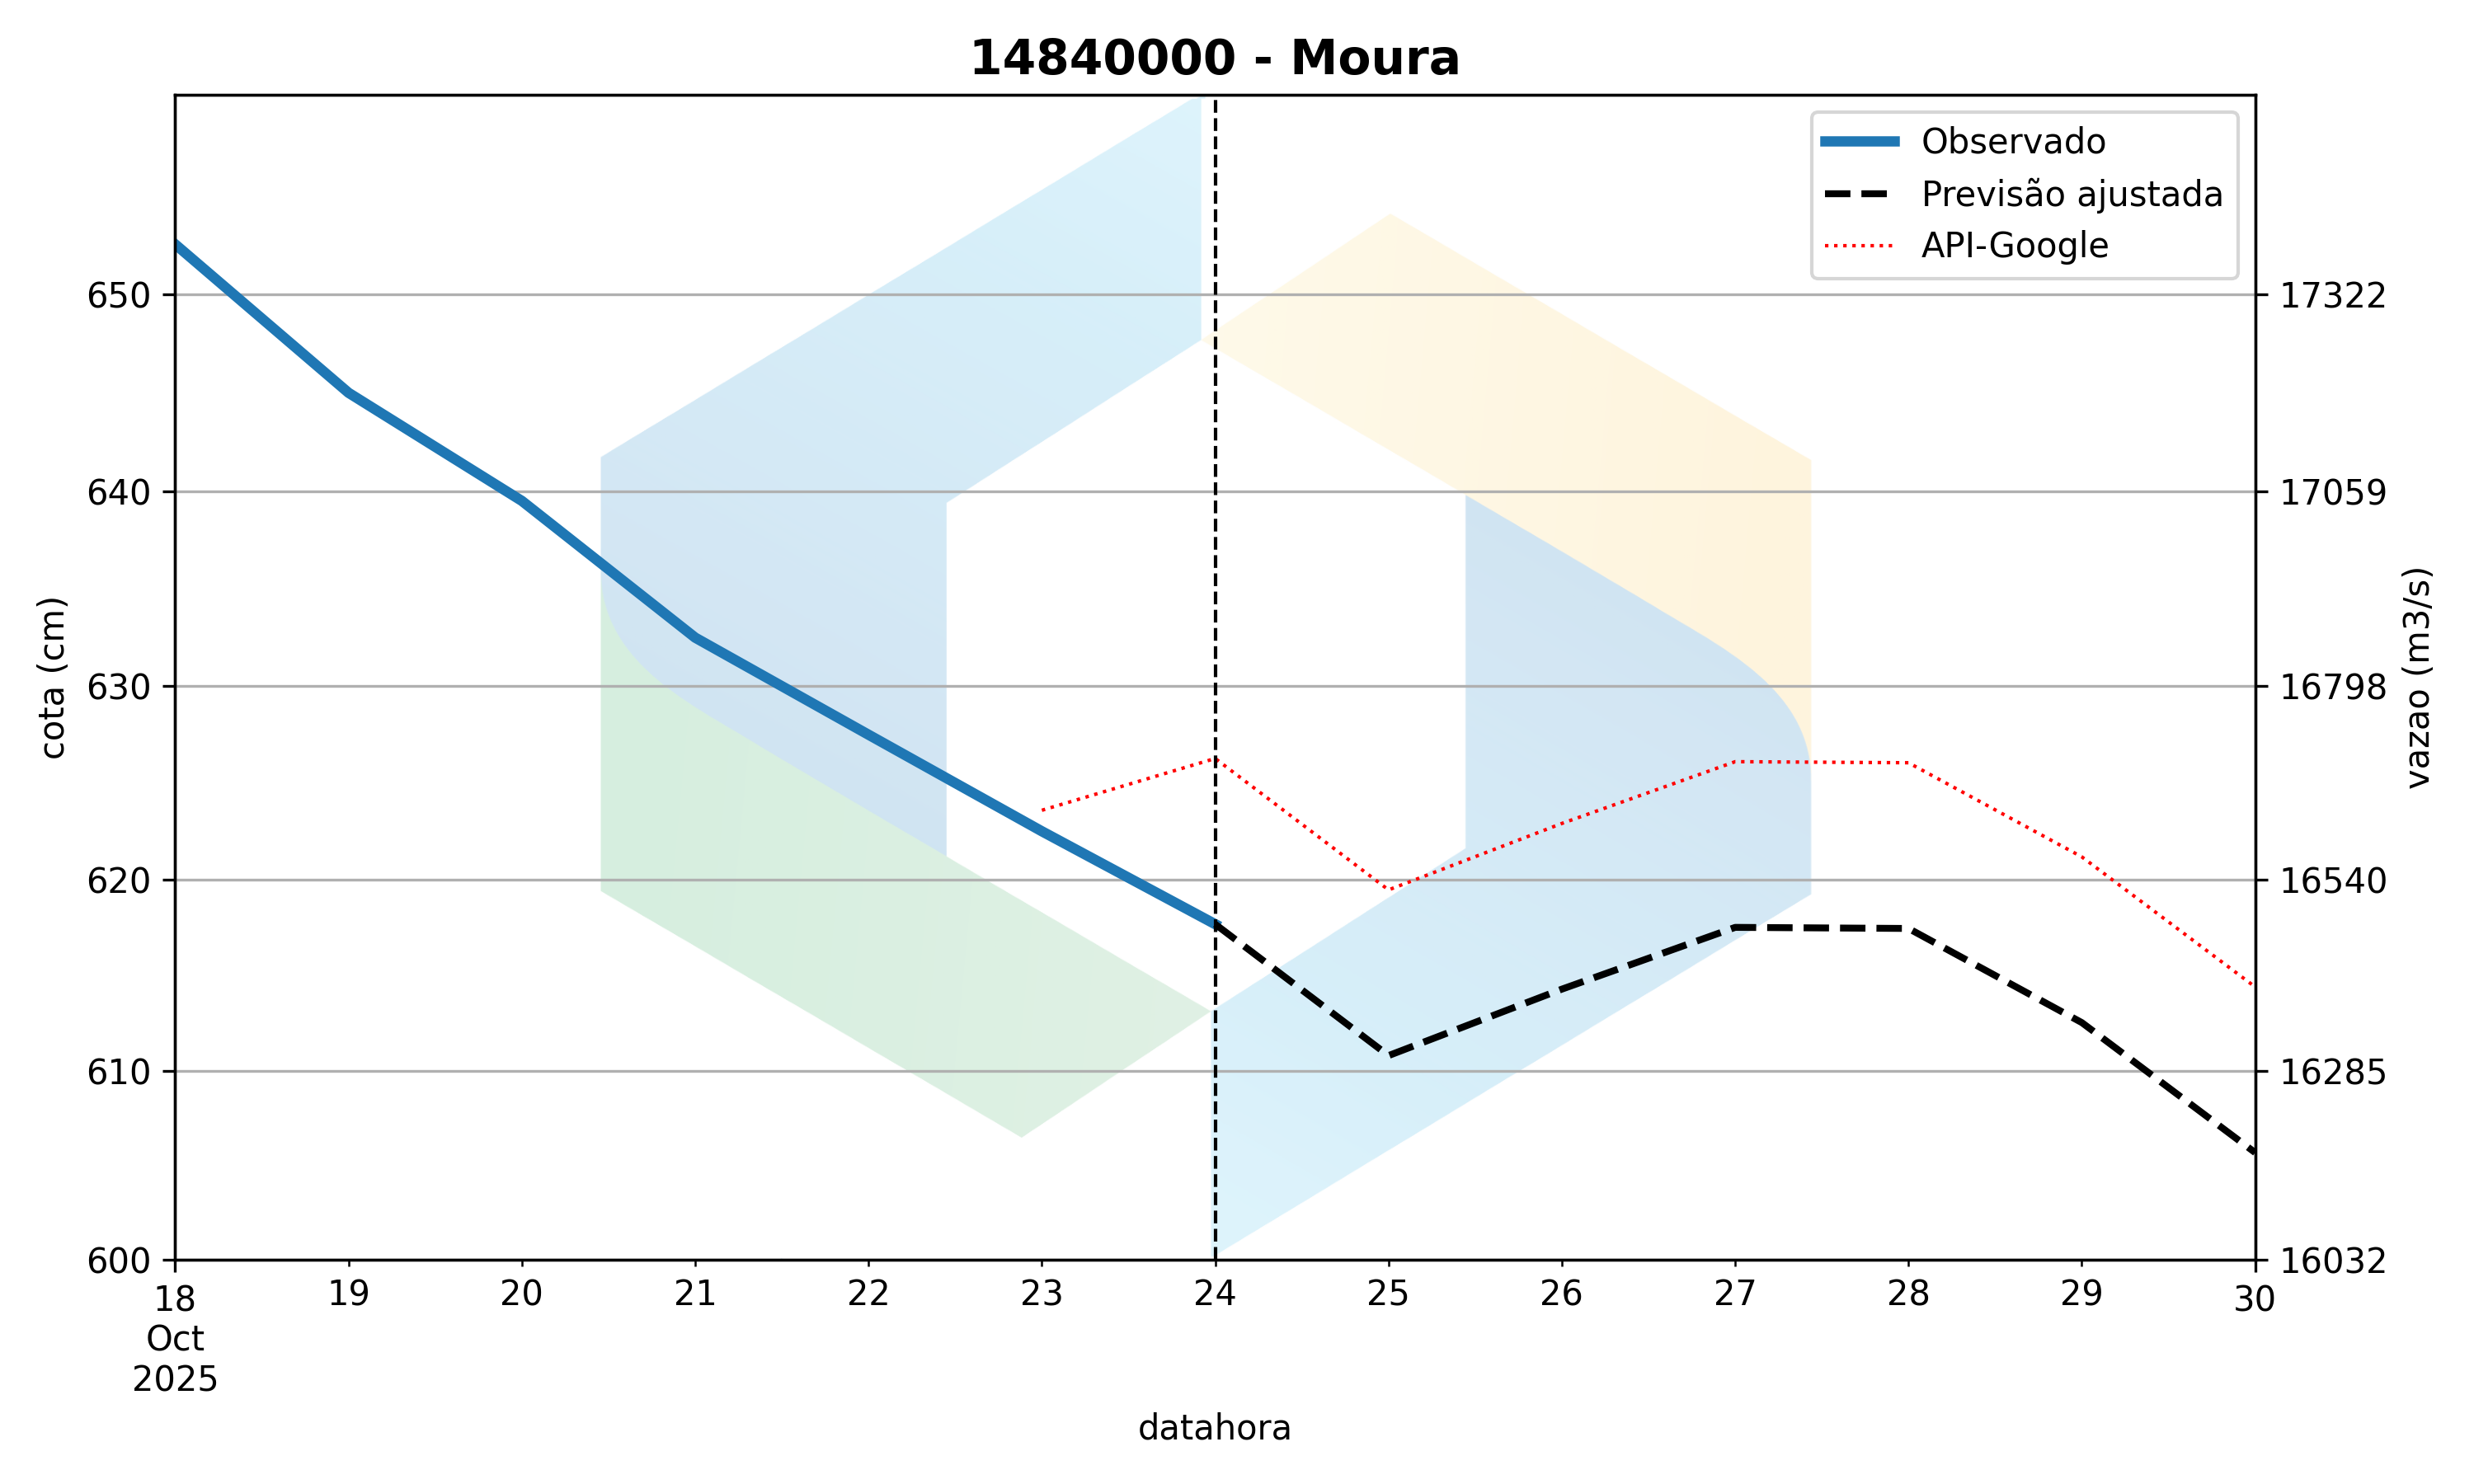 14840000 - Moura
Observado
Previsão ajustada
API-Google
650
640
630
620
610
600
cota (cm)
17322
17059
16798
16540
16285
16032
vazao (m3/s)
18 19 20 21 22 23 24 25 26 27 28 29 30
Oct
2025
datahora